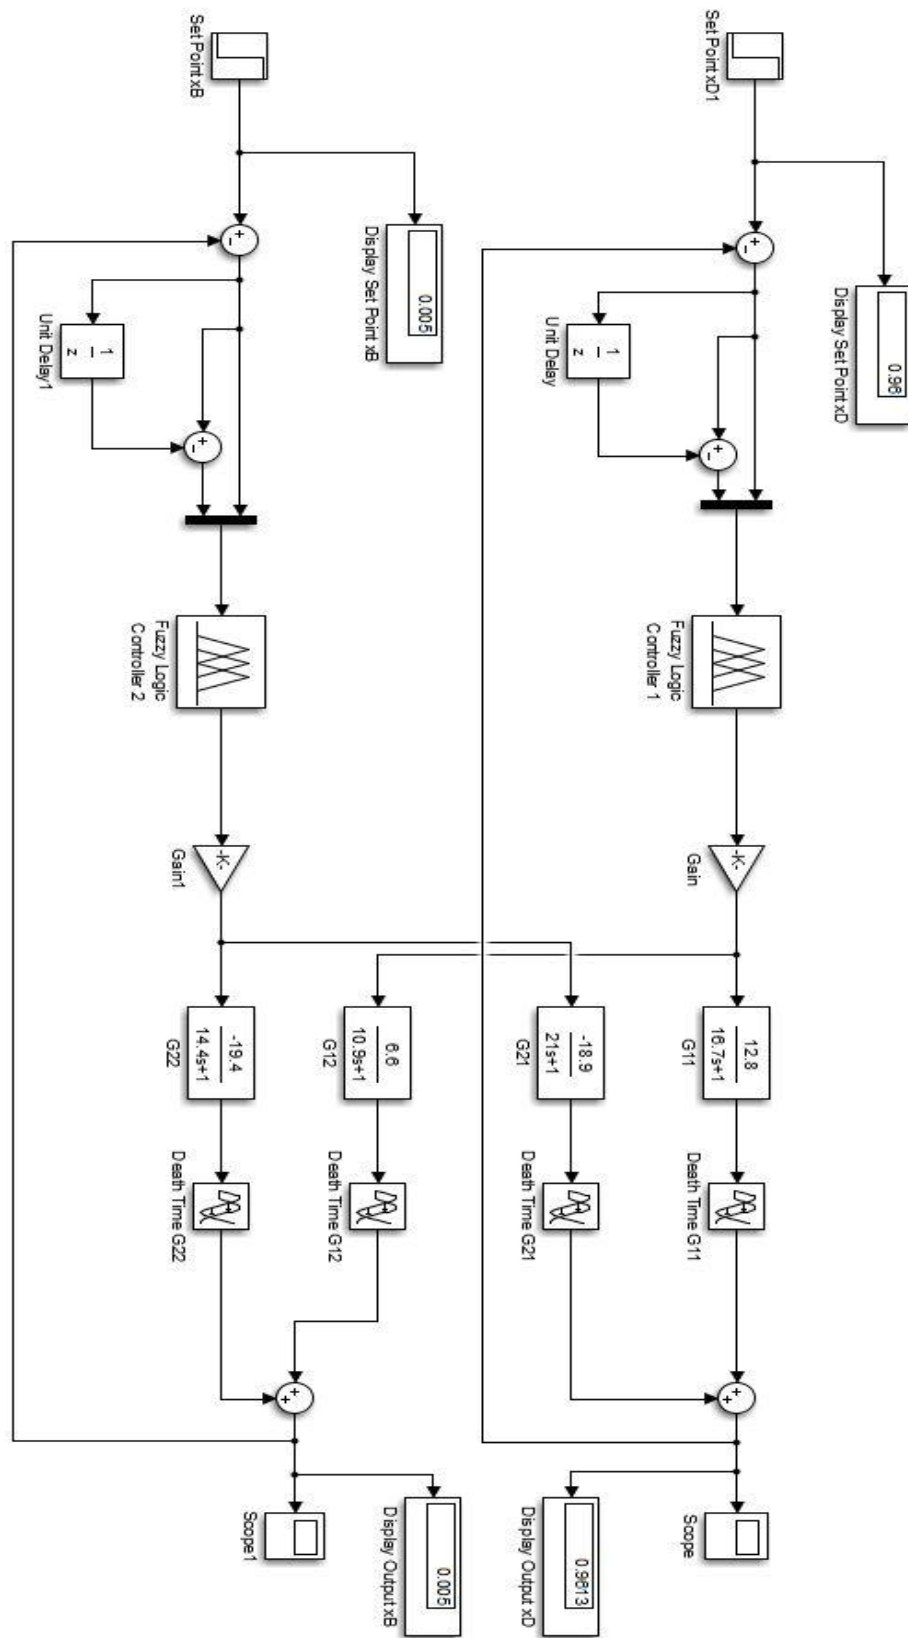 0.96
Display Set Point xD
Set Point xD1
+
−
1
z
Unit Delay
+
−
Fuzzy Logic
Controller 1
-K-
Gain
12.8
16.7s+1
G11
Death Time G11
+
+
Scope
-18.9
21s+1
G21
Death Time G21
0.9613
Display Output xD
0.005
Display Set Point xB
6.6
10.9s+1
G12
Death Time G12
0.005
Display Output xB
Set Point xB
+
−
1
z
Unit Delay1
+
−
Fuzzy Logic
Controller 2
-K-
Gain1
-19.4
14.4s+1
G22
Death Time G22
+
+
Scope1